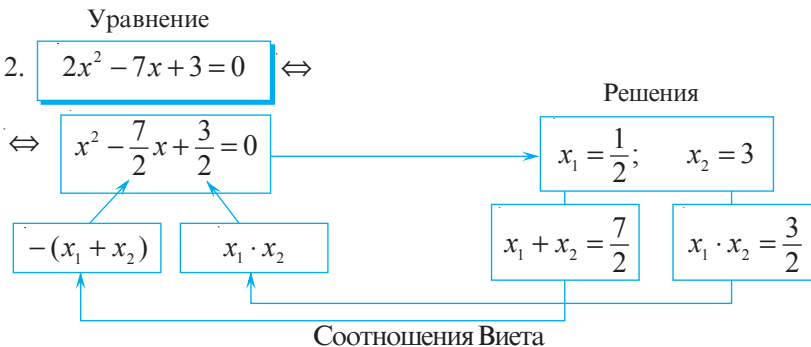 Уравнение
2. 2x² − 7x + 3 = 0 ⇔
Решения
⇔ x² − 7/2 x + 3/2 = 0
x₁ = 1/2; x₂ = 3
−(x₁ + x₂)
x₁ · x₂
x₁ + x₂ = 7/2
x₁ · x₂ = 3/2
Соотношения Виета